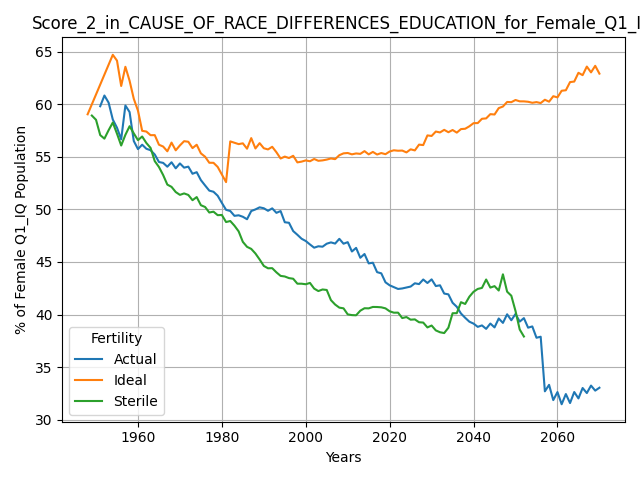 Score_2_in_CAUSE_OF_RACE_DIFFERENCES_EDUCATION_for_Female_Q1_I
% of Female Q1_IQ Population
65
60
55
50
45
40
35
30
Fertility
Actual
Ideal
Sterile
1960 1980 2000 2020 2040 2060
Years